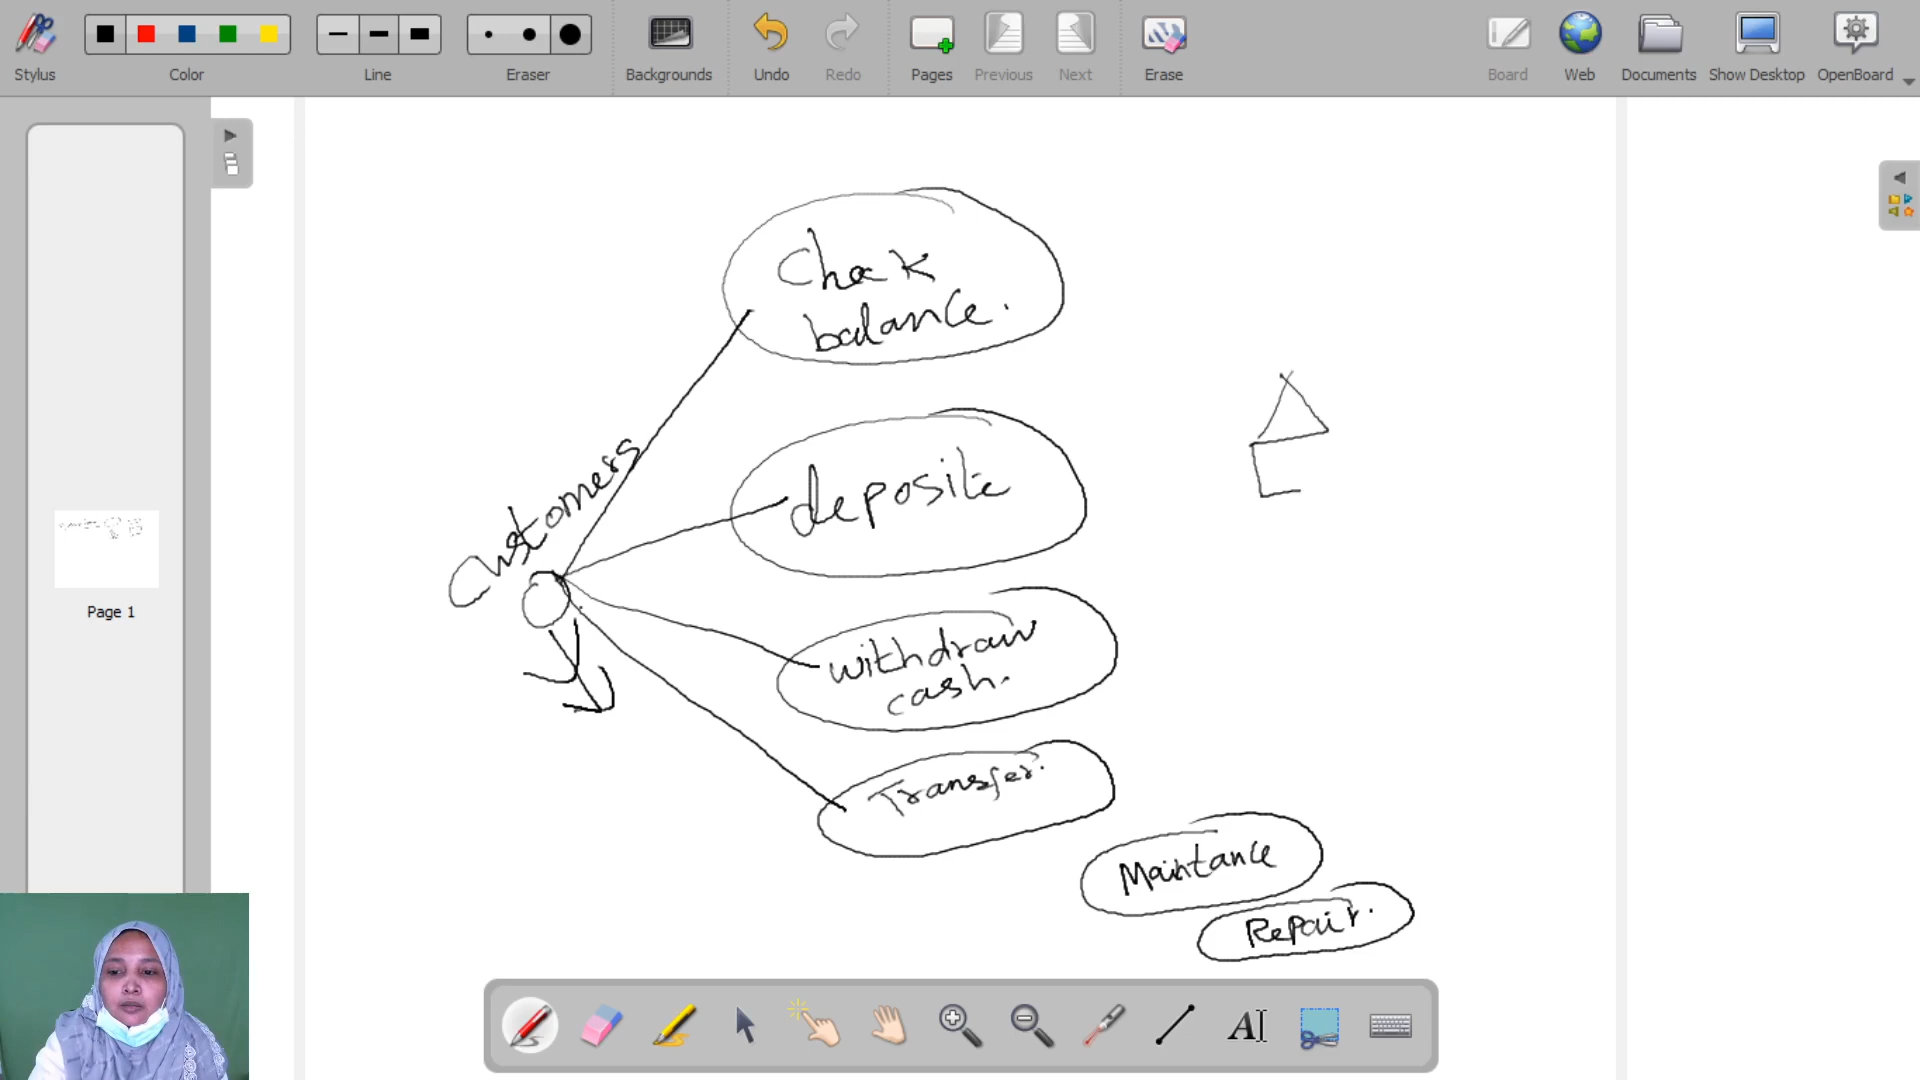 Stylus
Color
Line
Eraser
Backgrounds
Undo
Redo
Pages
Previous
Next
Erase
Board
Web
Documents
Show Desktop
OpenBoard
Check
balance.
customers
deposite
withdraw
cash.
Transfer.
Maintance
Repair.
Page 1
AI